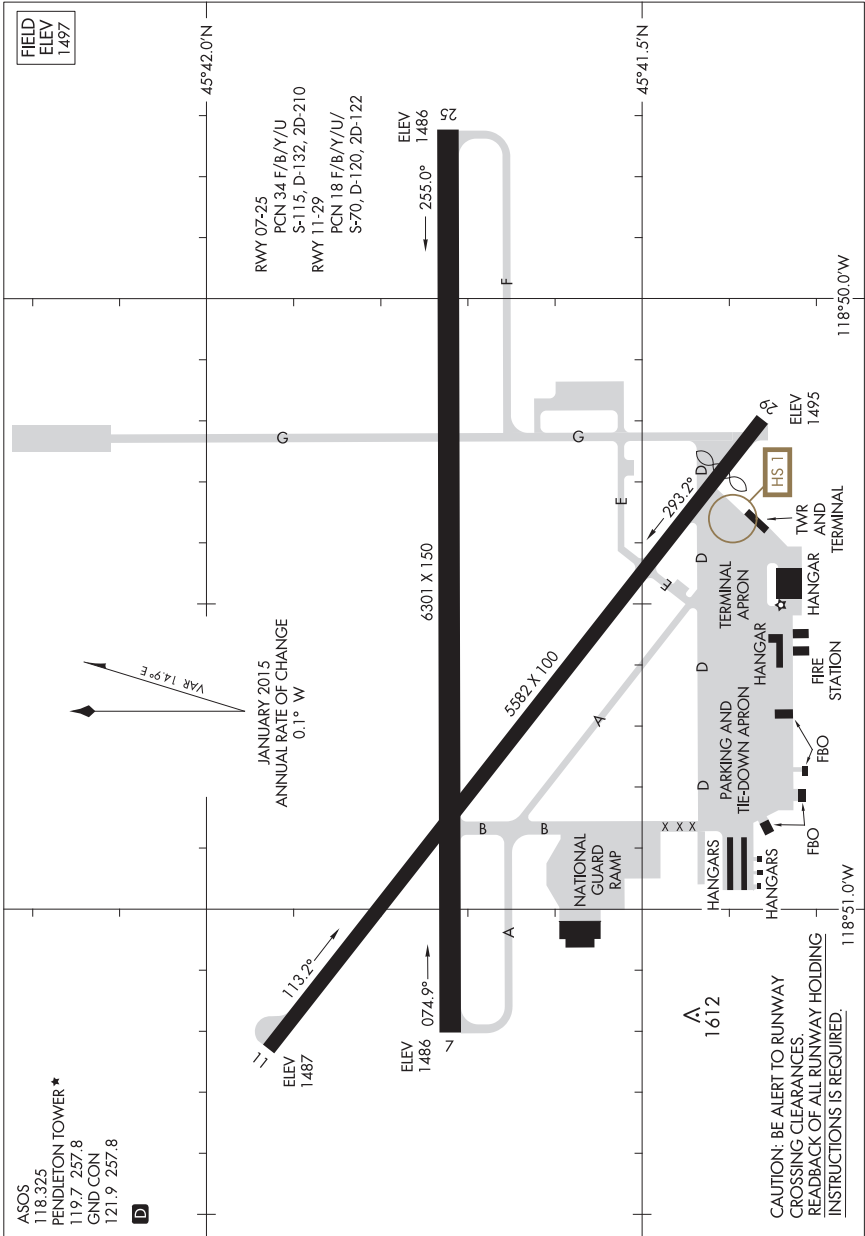 ASOS
118.325
PENDLETON TOWER ★
119.7 257.8
GND CON
121.9 257.8
D
FIELD
ELEV
1497
45°42.0'N
JANUARY 2015
ANNUAL RATE OF CHANGE
0.1° W
VAR 14.9° E
RWY 07-25
PCN 34 F/B/Y/U
S-115, D-132, 2D-210
RWY 11-29
PCN 18 F/B/Y/U/
S-70, D-120, 2D-122
11
ELEV
1487
113.2°
ELEV
1486
7
074.9°
6301 X 150
5582 X 100
ELEV
1486
25
255.0°
G
G
F
A
B
B
A
E
E
293.2°
29
ELEV
1495
45°41.5'N
NATIONAL
GUARD
RAMP
X X X
D
D
D
D
HS 1
PARKING AND
TIE-DOWN APRON
TERMINAL
APRON
HANGARS
HANGARS
FBO
FBO
HANGAR
FIRE
STATION
HANGAR
TWR
AND
TERMINAL
1612
118°51.0'W
118°50.0'W
CAUTION: BE ALERT TO RUNWAY
CROSSING CLEARANCES.
READBACK OF ALL RUNWAY HOLDING
INSTRUCTIONS IS REQUIRED.